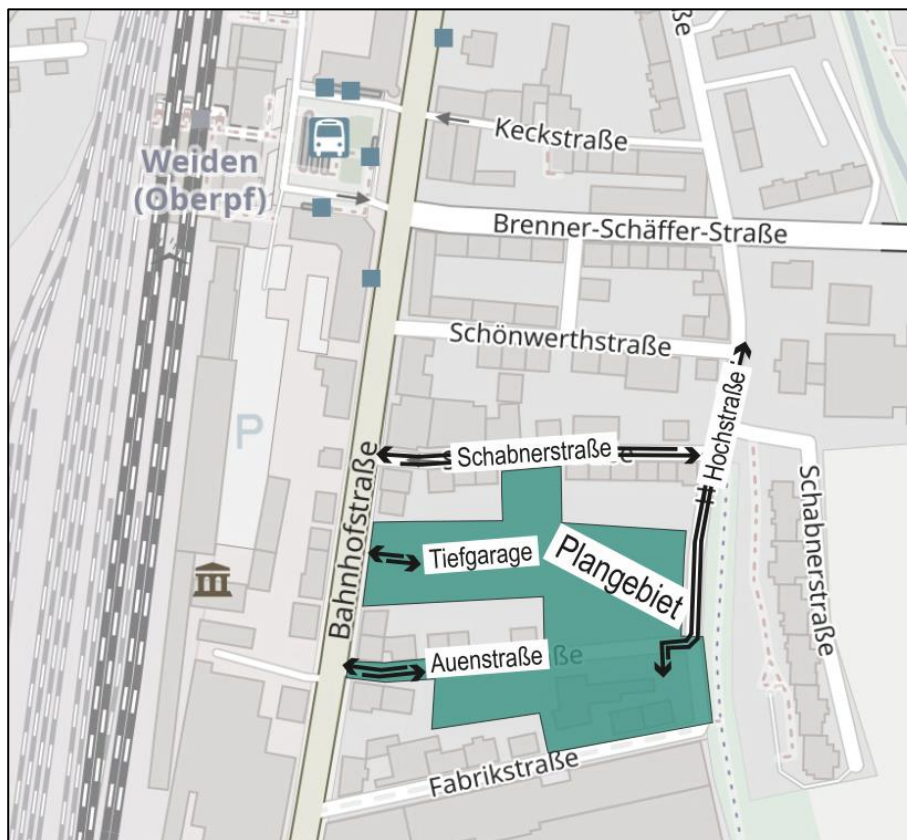 Keckstraße
Weiden
(Oberpf)
Brenner-Schäffer-Straße
Schönwerthstraße
Hochstraße
P
Schabnerstraße
Bahnhofstraße
Schabnerstraße
Tiefgarage
Plangebiet
Auenstraße
Fabrikstraße